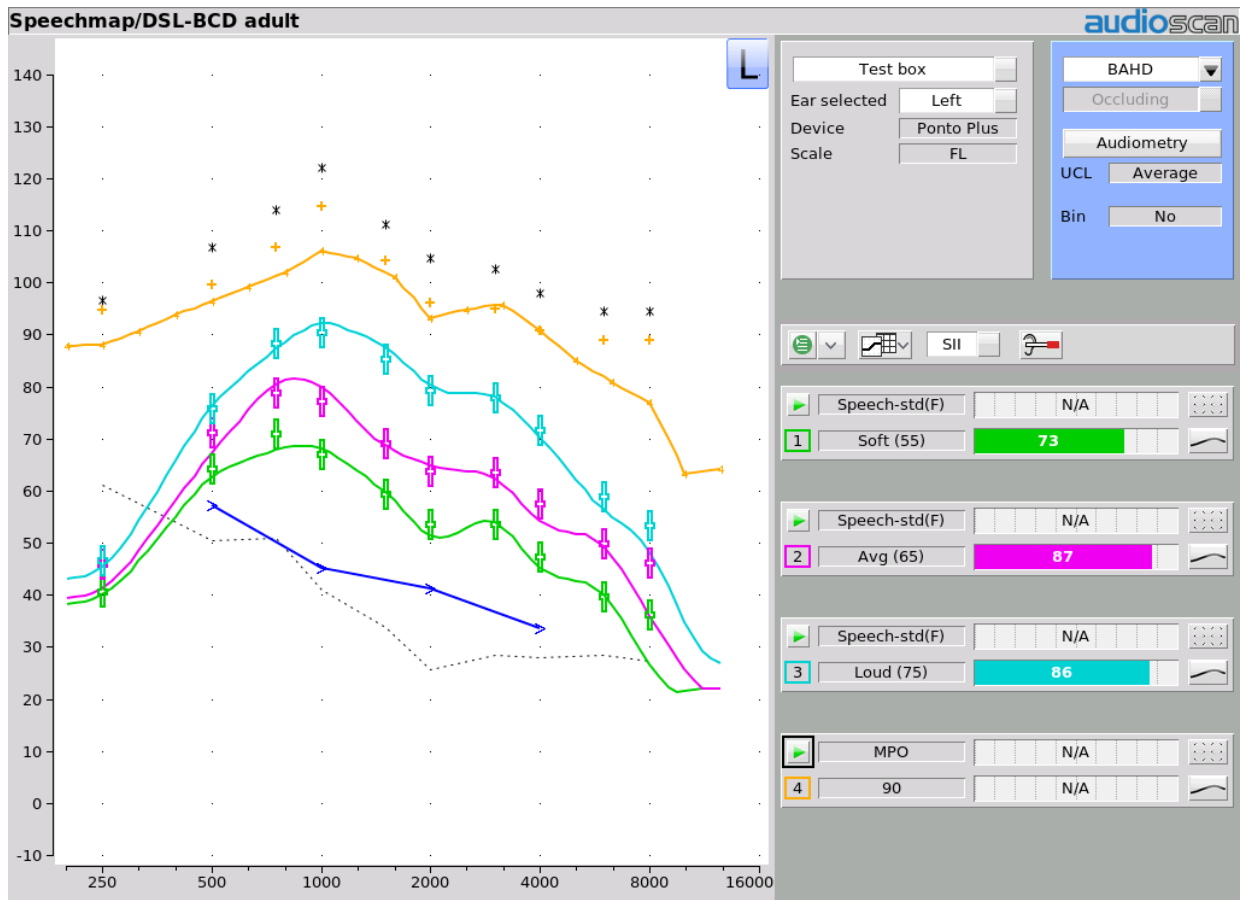 Speechmap/DSL-BCD adult
audioscan
L
140
130
120
110
100
90
80
70
60
50
40
30
20
10
0
-10
250 500 1000 2000 4000 8000 16000
Test box
Ear selected Left
Device Ponto Plus
Scale FL
BAHD
Occluding
Audiometry
UCL Average
Bin No
SII
Speech-std(F) N/A
1 Soft (55) 73
Speech-std(F) N/A
2 Avg (65) 87
Speech-std(F) N/A
3 Loud (75) 86
MPO N/A
4 90 N/A